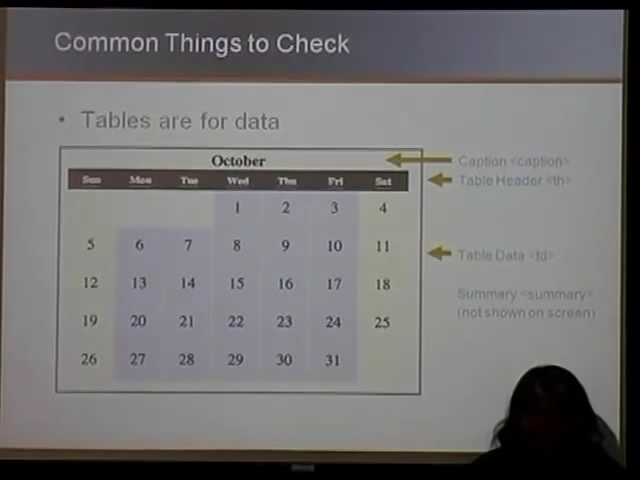 Common Things to Check
• Tables are for data
October
Sun Mon Tue Wed Thu Fri Sat
1 2 3 4
5 6 7 8 9 10 11
12 13 14 15 16 17 18
19 20 21 22 23 24 25
26 27 28 29 30 31
Caption <caption>
Table Header <th>
Table Data <td>
Summary <summary>
(not shown on screen)